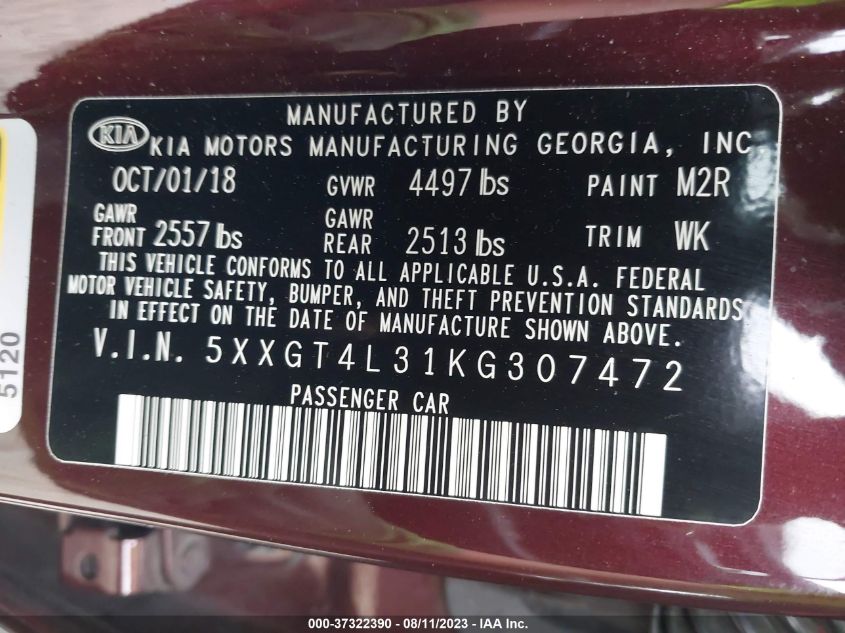 MANUFACTURED BY
KIA KIA MOTORS MANUFACTURING GEORGIA, INC
OCT/01/18 GVWR 4497 lbs PAINT M2R
GAWR FRONT 2557 lbs GAWR REAR 2513 lbs TRIM WK
THIS VEHICLE CONFORMS TO ALL APPLICABLE U.S.A. FEDERAL
MOTOR VEHICLE SAFETY, BUMPER, AND THEFT PREVENTION STANDARDS
IN EFFECT ON THE DATE OF MANUFACTURE SHOWN ABOVE.
V.I.N. 5XXGT4L31KG307472
PASSENGER CAR
5120
000-37322390 - 08/11/2023 - IAA Inc.